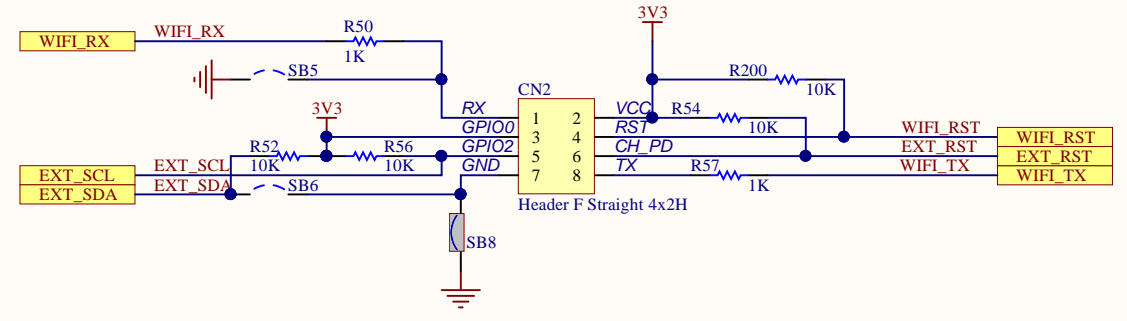 3V3
WIFI_RX
WIFI_RX
R50
1K
SB5
R200
10K
CN2
3V3
RX
1
2
VCC
R54
10K
GPIO0
3
4
RST
WIFI_RST
WIFI_RST
R52
10K
R56
10K
GPIO2
5
6
CH_PD
EXT_RST
EXT_RST
EXT_SCL
EXT_SCL
GND
7
8
TX
R57
1K
WIFI_TX
WIFI_TX
EXT_SDA
EXT_SDA
SB6
Header F Straight 4x2H
SB8